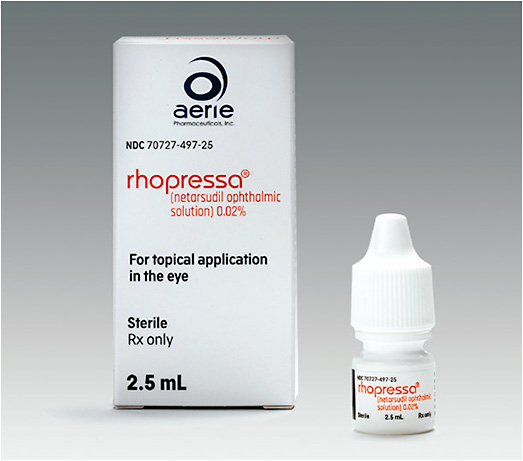 aerie
Pharmaceuticals, Inc.
NDC 70727-497-25
rhopressa®
(netarsudil ophthalmic
solution) 0.02%
For topical application
in the eye
Sterile
Rx only
2.5 mL
NDC 70727-497-25
rhopressa®
(netarsudil ophthalmic
solution) 0.02%
Sterile 2.5 mL Rx only